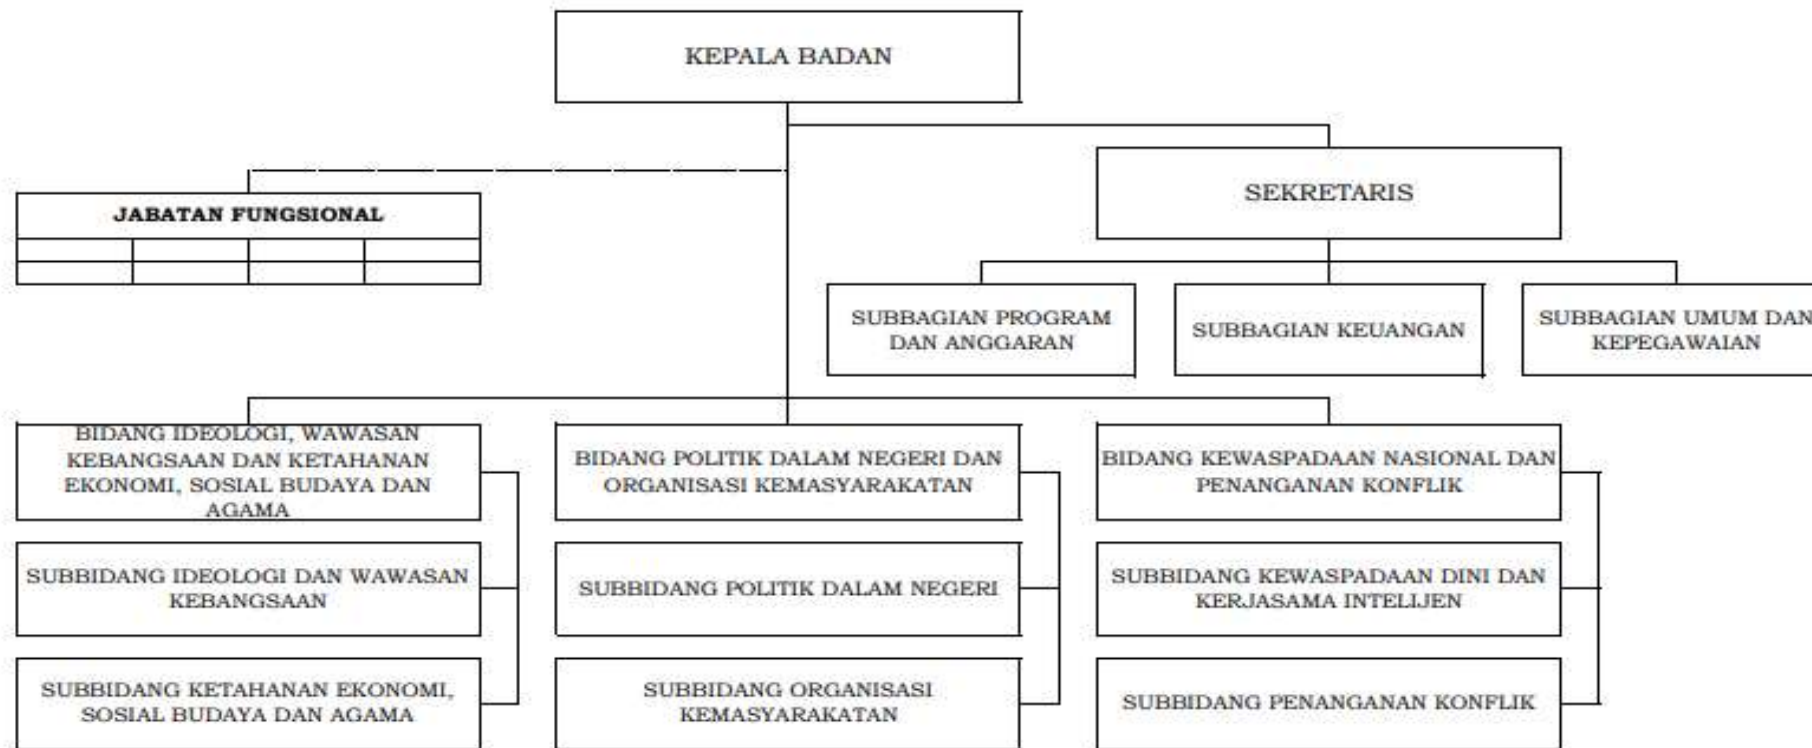 KEPALA BADAN
SEKRETARIS
JABATAN FUNGSIONAL
SUBBAGIAN PROGRAM
DAN ANGGARAN
SUBBAGIAN KEUANGAN
SUBBAGIAN UMUM DAN
KEPEGAWAIAN
BIDANG IDEOLOGI, WAWASAN
KEBANGSAAN DAN KETAHANAN
EKONOMI, SOSIAL BUDAYA DAN
AGAMA
BIDANG POLITIK DALAM NEGERI DAN
ORGANISASI KEMASYARAKATAN
BIDANG KEWASPADAAN NASIONAL DAN
PENANGANAN KONFLIK
SUBBIDANG IDEOLOGI DAN WAWASAN
KEBANGSAAN
SUBBIDANG POLITIK DALAM NEGERI
SUBBIDANG KEWASPADAAN DINI DAN
KERJASAMA INTELIJEN
SUBBIDANG KETAHANAN EKONOMI,
SOSIAL BUDAYA DAN AGAMA
SUBBIDANG ORGANISASI
KEMASYARAKATAN
SUBBIDANG PENANGANAN KONFLIK